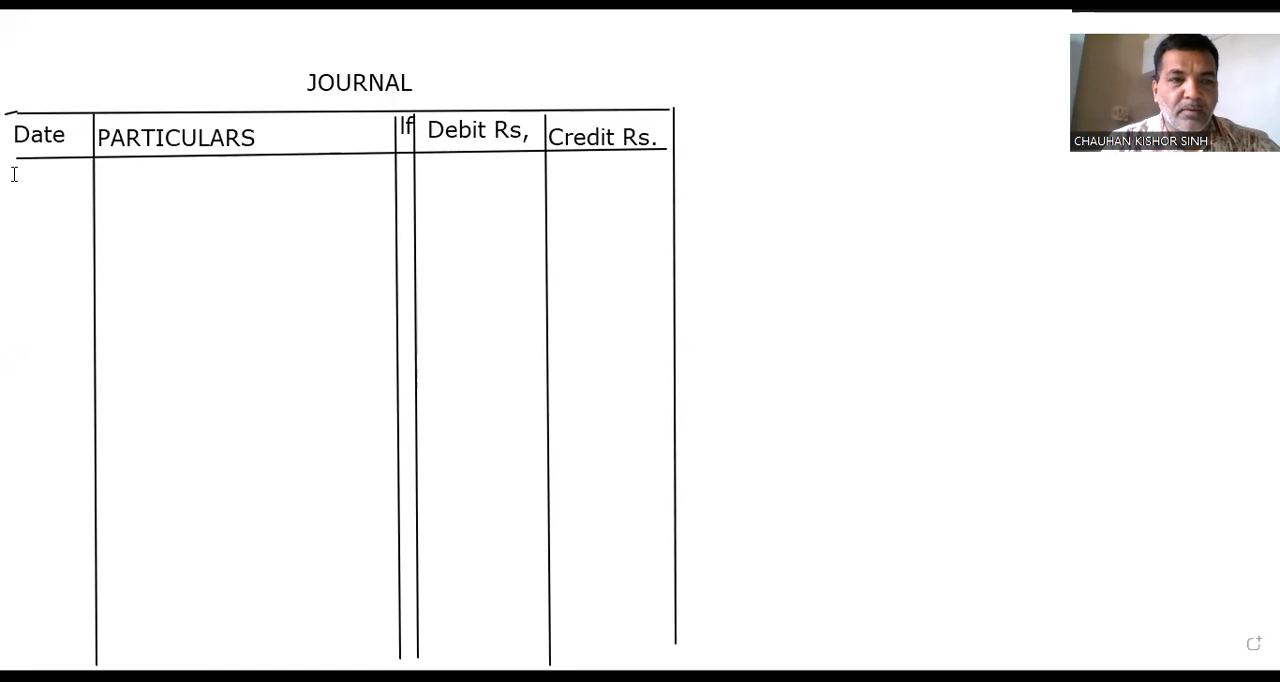 JOURNAL
Date PARTICULARS lf Debit Rs, Credit Rs.
CHAUHAN KISHOR SINH